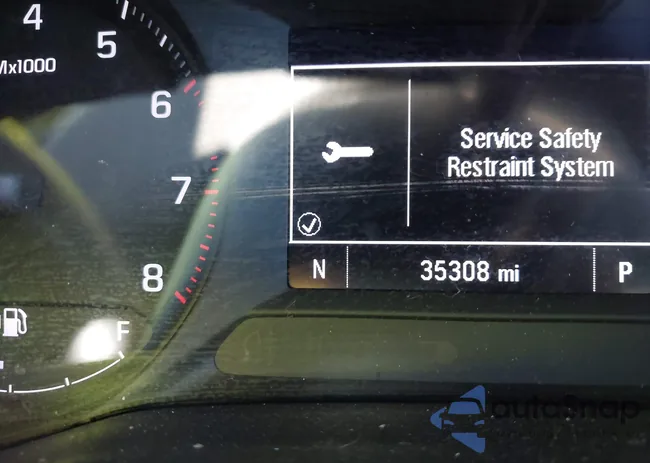 4
5
Mx1000
6
7
8
F
Service Safety
Restraint System
N 35308 mi P
autoSnap